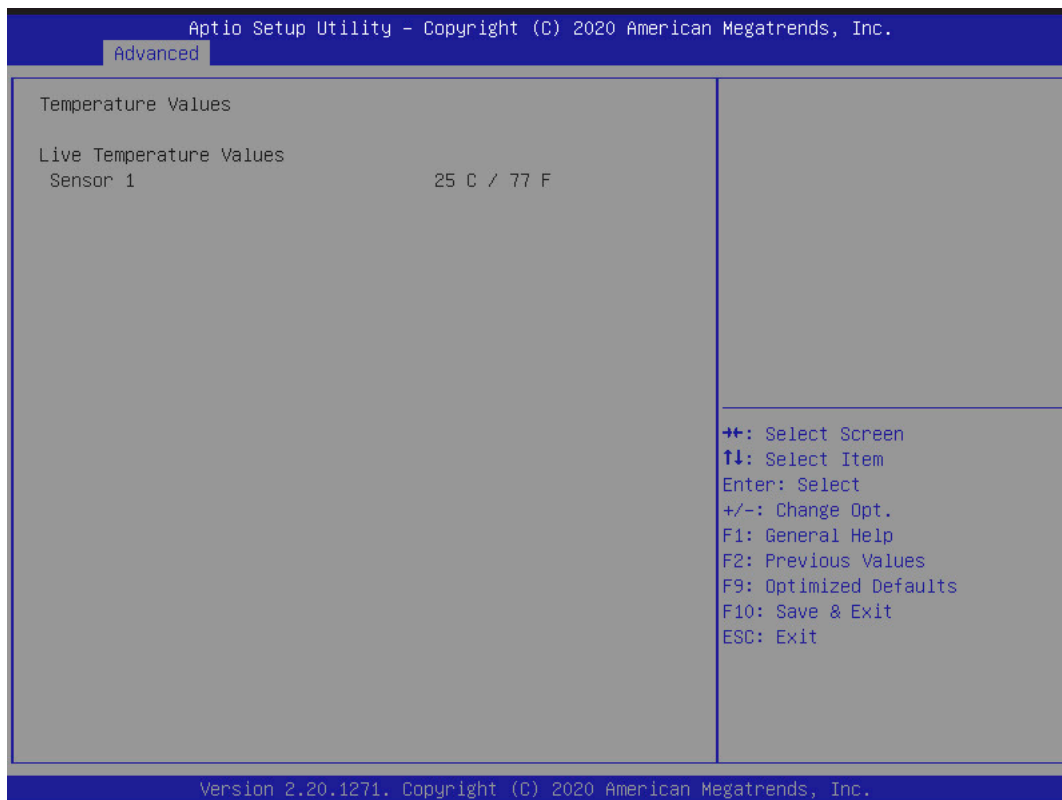 Aptio Setup Utility – Copyright (C) 2020 American Megatrends, Inc.
Advanced
Temperature Values
Live Temperature Values
Sensor 1 25 C / 77 F
→←: Select Screen
↑↓: Select Item
Enter: Select
+/-: Change Opt.
F1: General Help
F2: Previous Values
F9: Optimized Defaults
F10: Save & Exit
ESC: Exit
Version 2.20.1271. Copyright (C) 2020 American Megatrends, Inc.